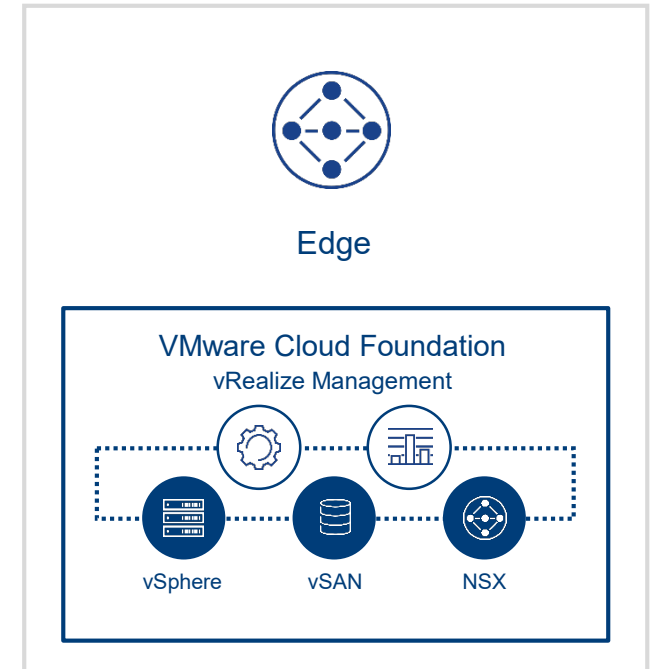 Edge
VMware Cloud Foundation
vRealize Management
vSphere
vSAN
NSX